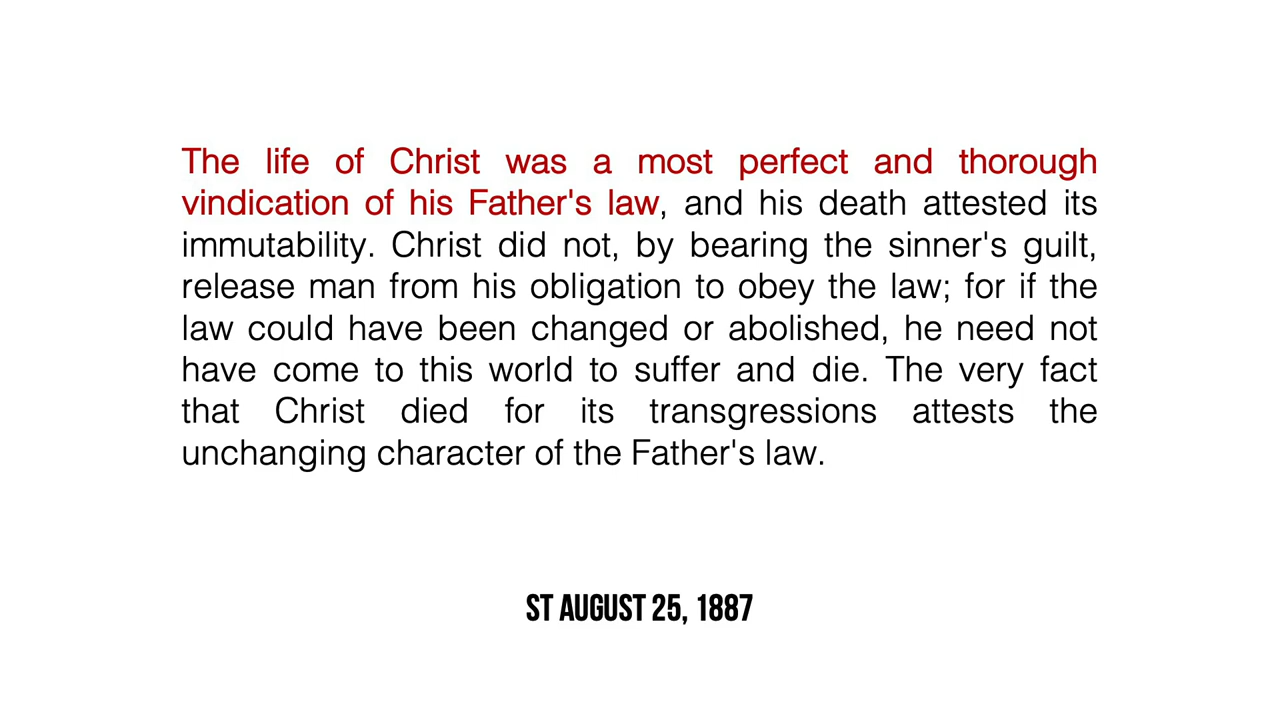 The life of Christ was a most perfect and thorough
vindication of his Father's law, and his death attested its
immutability. Christ did not, by bearing the sinner's guilt,
release man from his obligation to obey the law; for if the
law could have been changed or abolished, he need not
have come to this world to suffer and die. The very fact
that Christ died for its transgressions attests the
unchanging character of the Father's law.
ST AUGUST 25, 1887